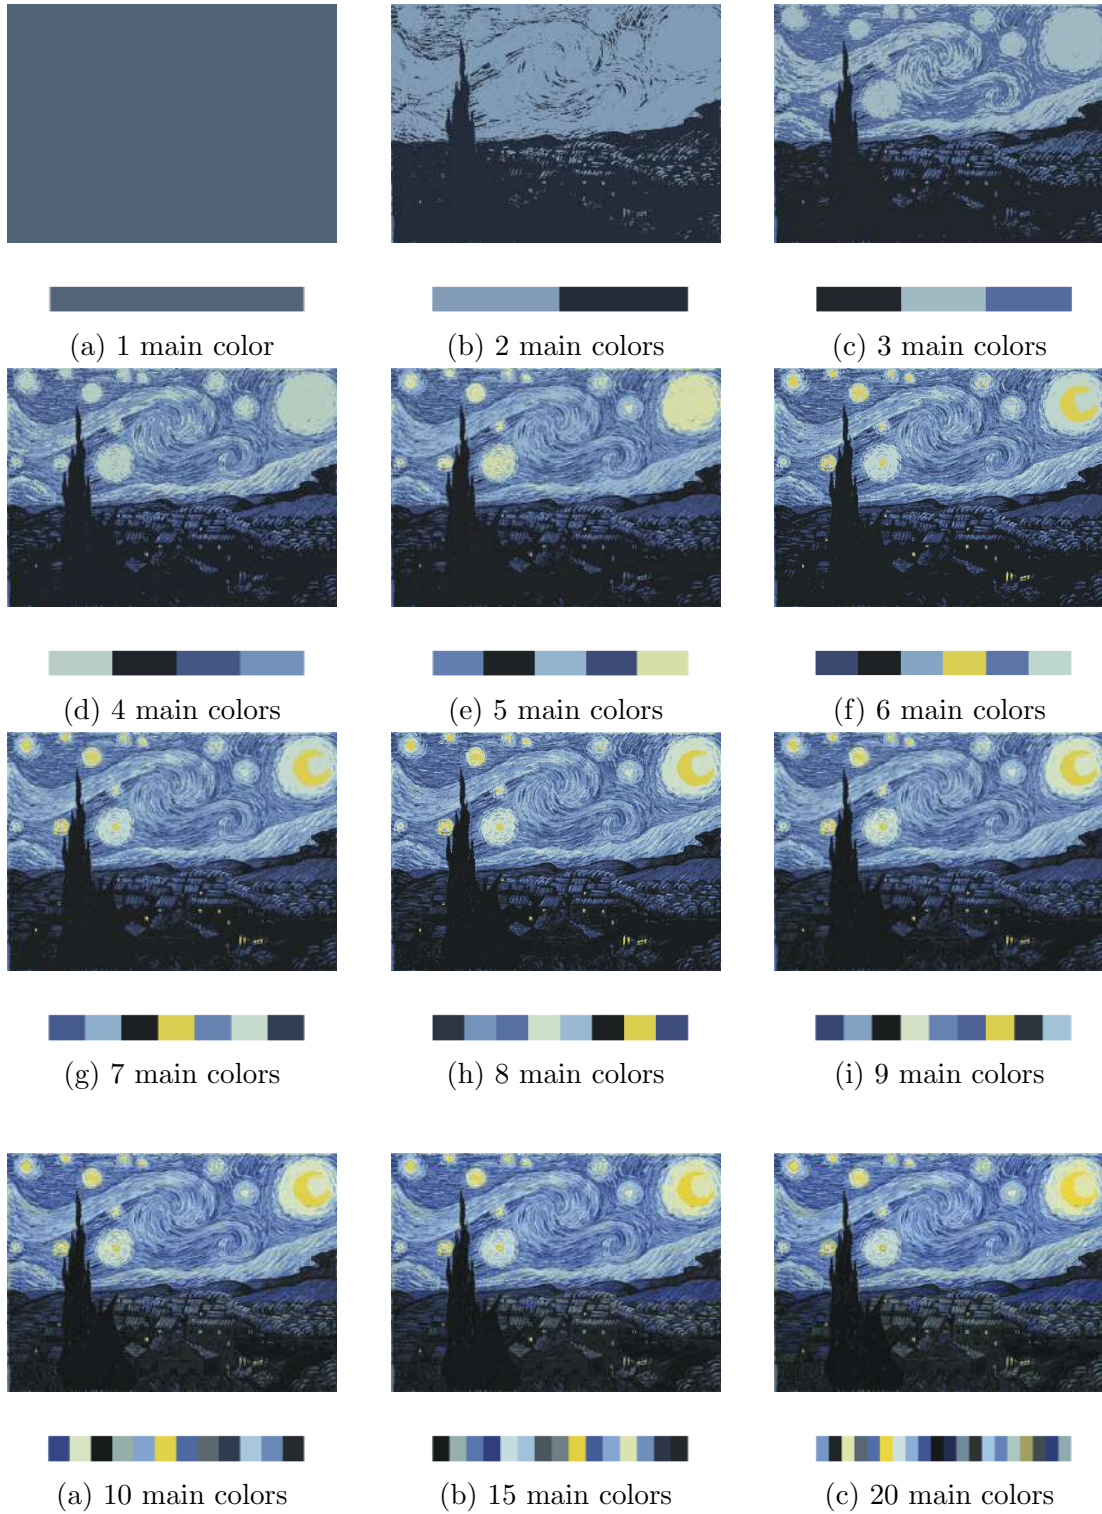 (a) 1 main color
(b) 2 main colors
(c) 3 main colors
(d) 4 main colors
(e) 5 main colors
(f) 6 main colors
(g) 7 main colors
(h) 8 main colors
(i) 9 main colors
(a) 10 main colors
(b) 15 main colors
(c) 20 main colors